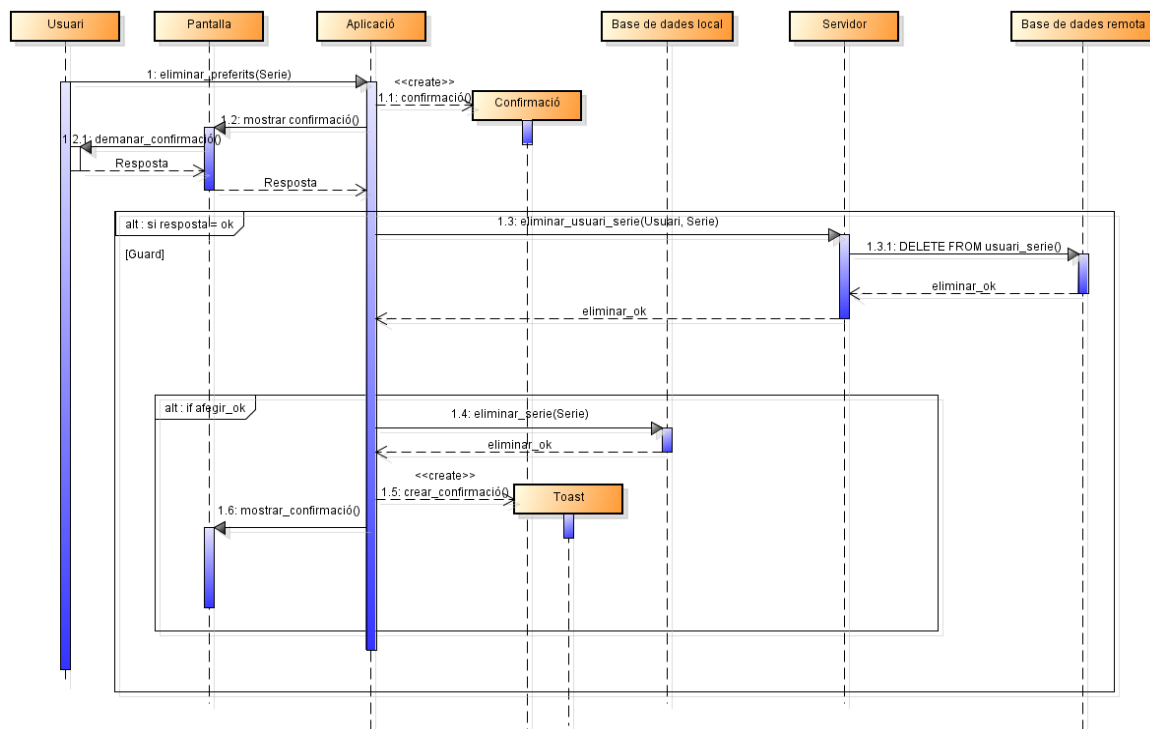 Usuari
Pantalla
Aplicació
Base de dades local
Servidor
Base de dades remota
1: eliminar_preferits(Serie)
<<create>>
1.1: confirmació()
Confirmació
1.2: mostrar confirmació()
1.2.1: demanar_confirmació()
Resposta
Resposta
alt : si resposta = ok
1.3: eliminar_usuari_serie(Usuari, Serie)
[Guard]
1.3.1: DELETE FROM usuari_serie()
eliminar_ok
eliminar_ok
alt : if afegir_ok
1.4: eliminar_serie(Serie)
eliminar_ok
<<create>>
1.5: crear_confirmació()
Toast
1.6: mostrar_confirmació()